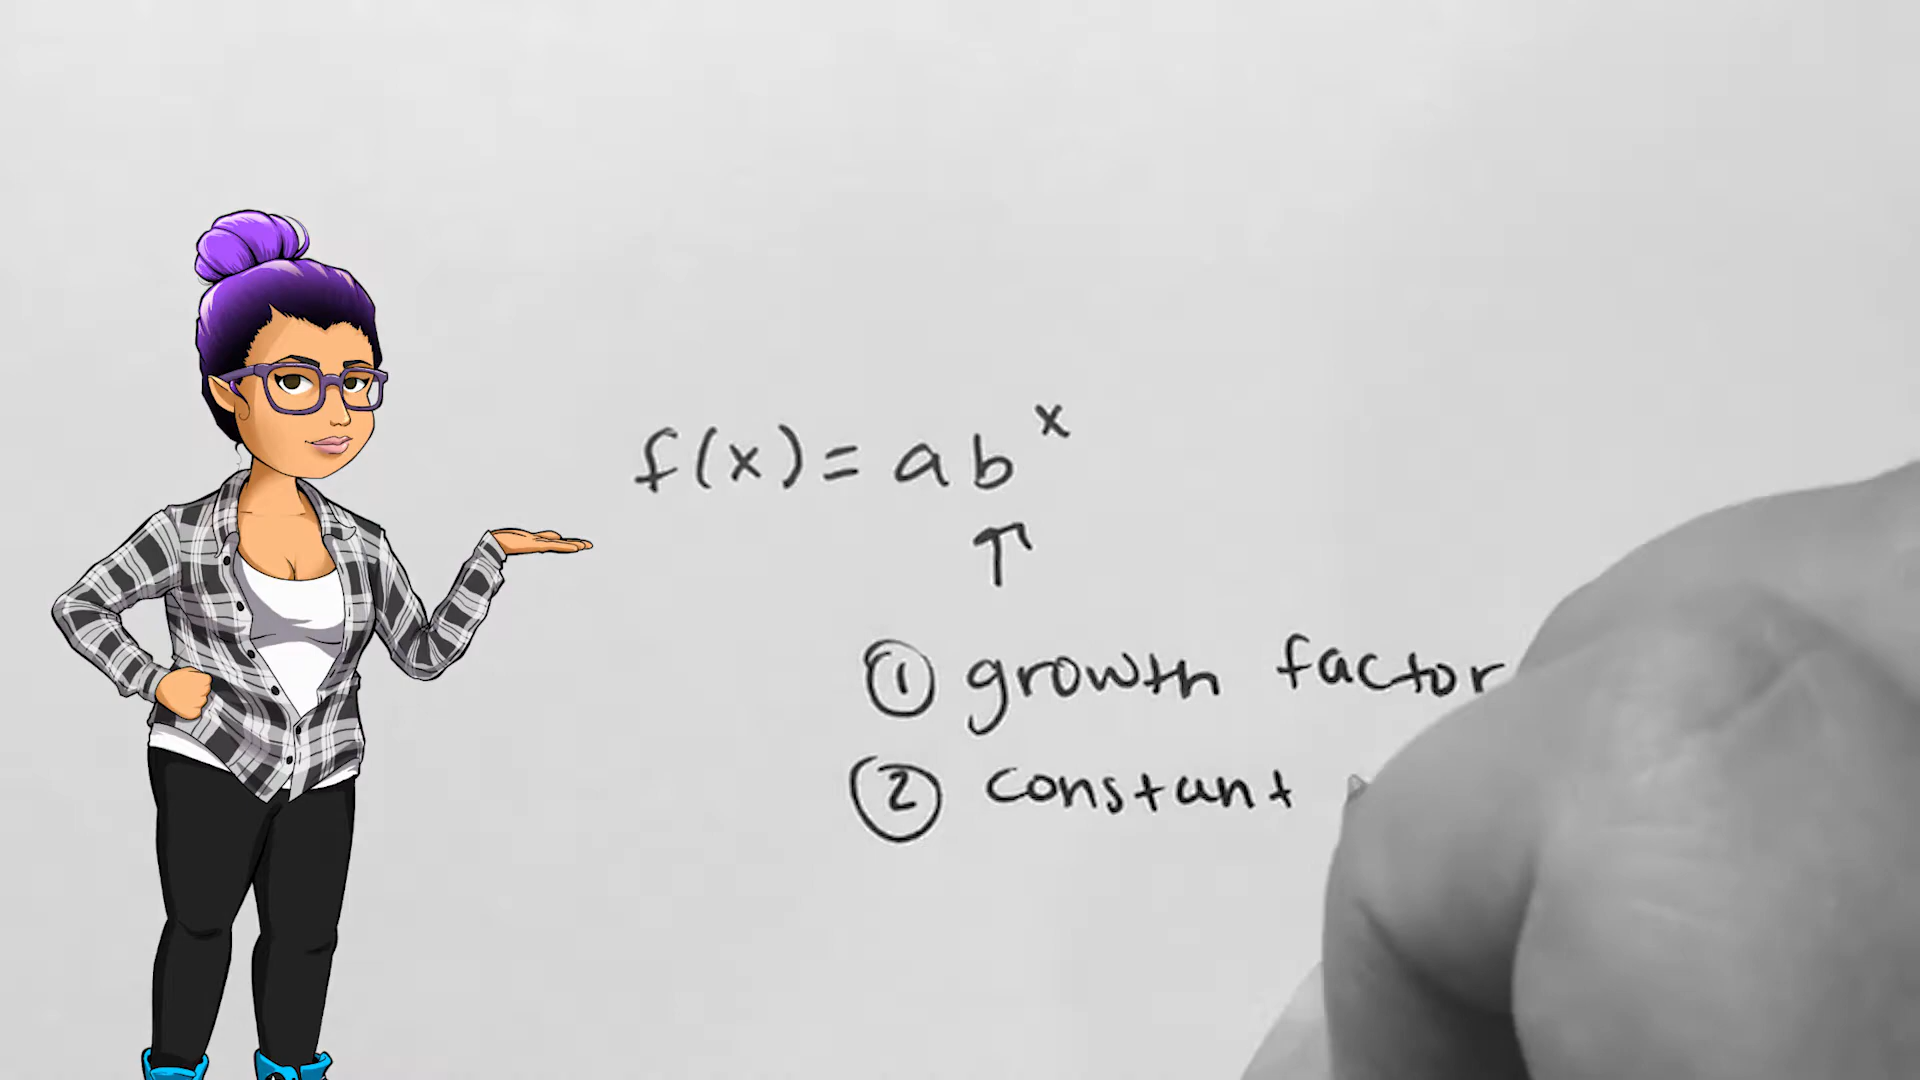 f(x) = ab^x
↑
① growth factor
② constant